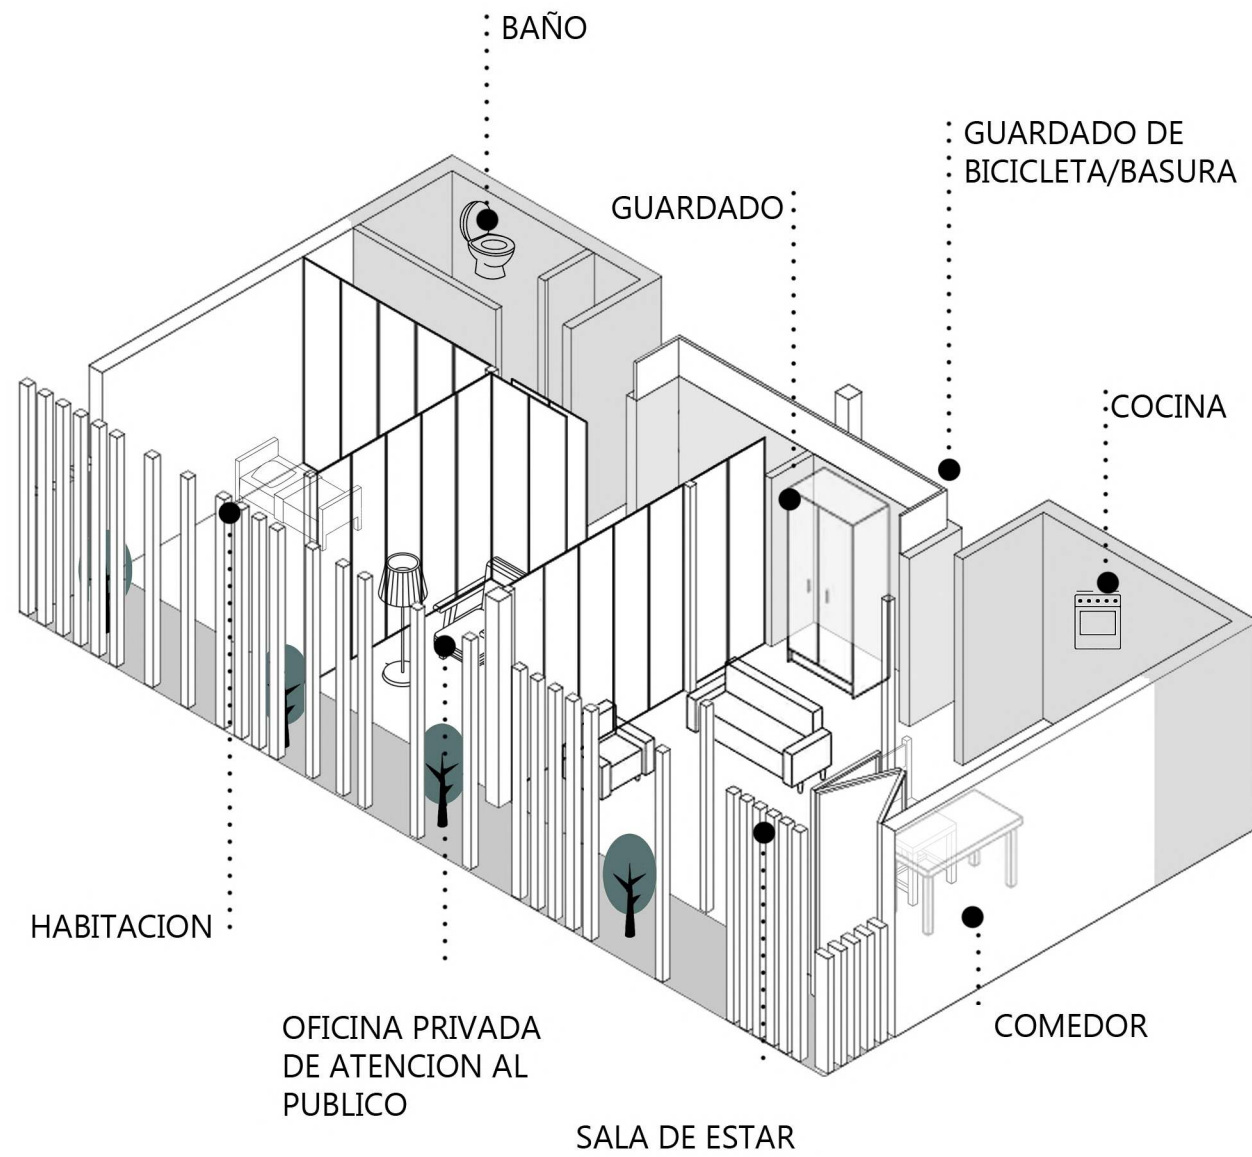 BAÑO
GUARDADO DE
BICICLETA/BASURA
GUARDADO
COCINA
HABITACION
OFICINA PRIVADA
DE ATENCION AL
PUBLICO
COMEDOR
SALA DE ESTAR